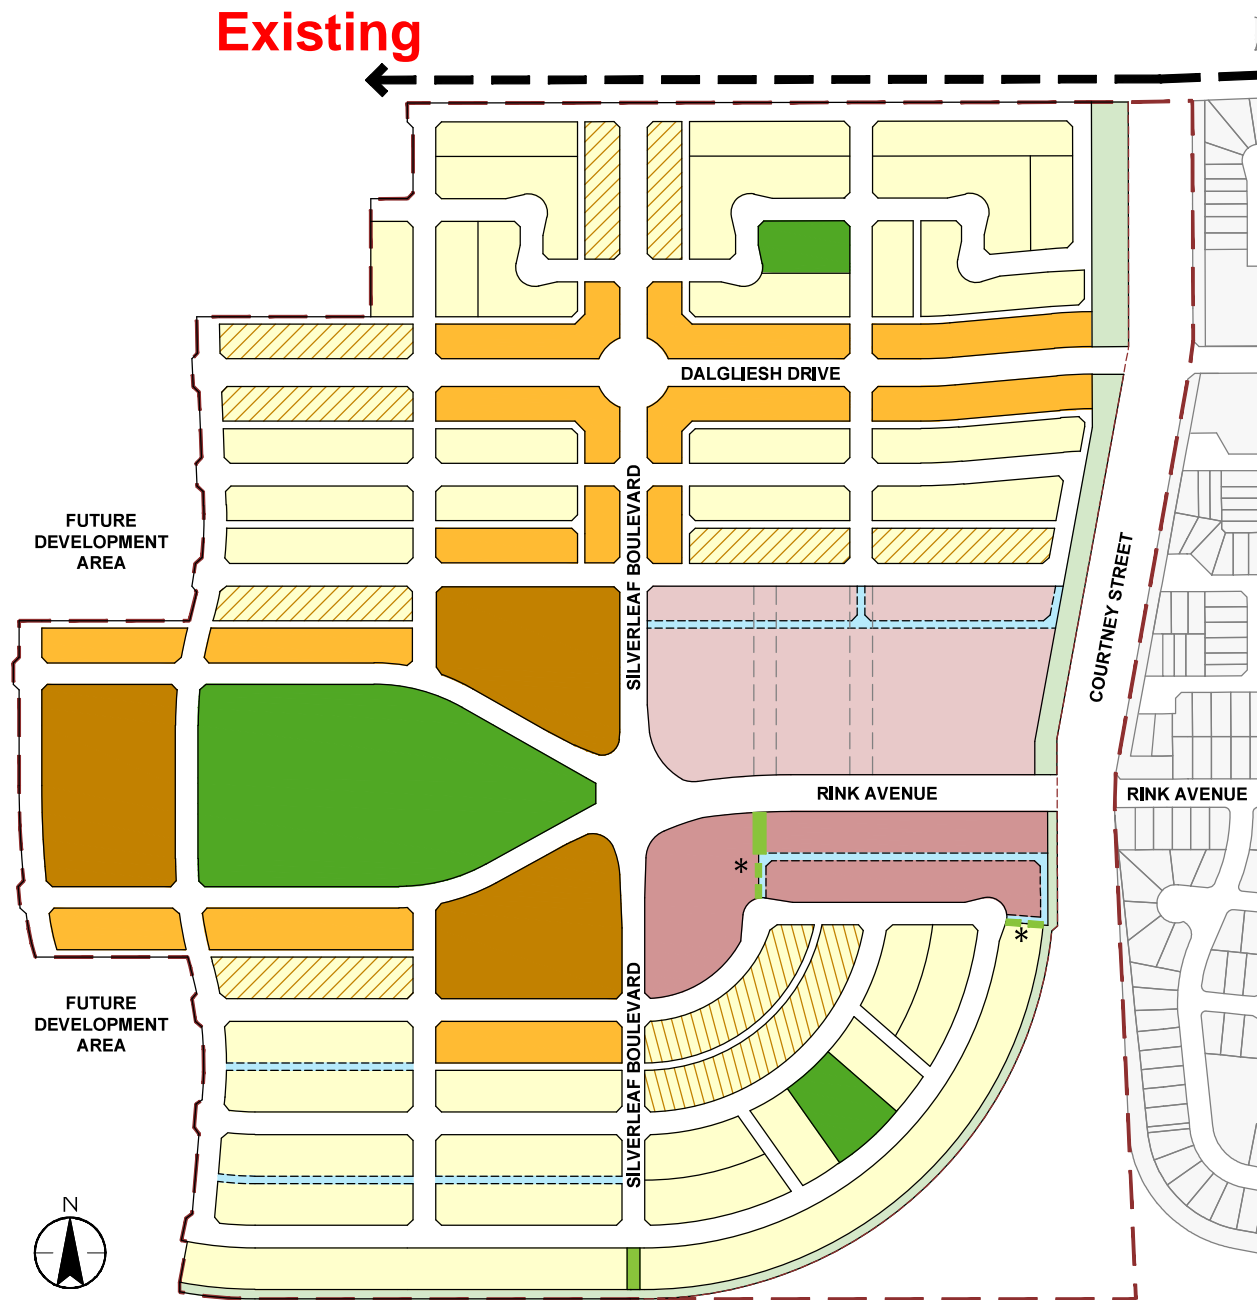 Existing
DALGLIESH DRIVE
SILVERLEAF BOULEVARD
FUTURE
DEVELOPMENT
AREA
COURTNEY STREET
RINK AVENUE
RINK AVENUE
*
*
SILVERLEAF BOULEVARD
FUTURE
DEVELOPMENT
AREA
N